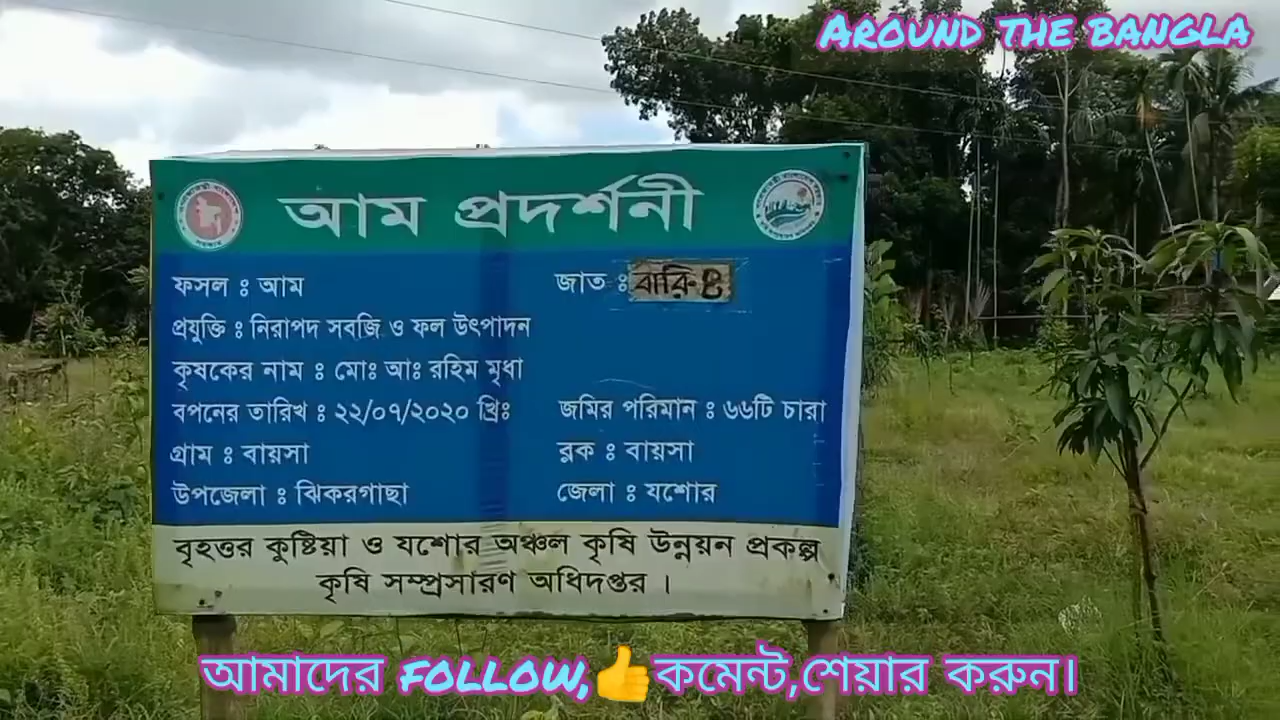 AROUND THE BANGLA
আম প্রদর্শনী
ফসল ঃ আম
জাত ঃ বারি ৪
প্রযুক্তি ঃ নিরাপদ সবজি ও ফল উৎপাদন
কৃষকের নাম ঃ মোঃ আঃ রহিম মৃধা
বপনের তারিখ ঃ ২২/০৭/২০২০ খ্রিঃ
জমির পরিমান ঃ ৬৬টি চারা
গ্রাম ঃ বায়সা
ব্লক ঃ বায়সা
উপজেলা ঃ ঝিকরগাছা
জেলা ঃ যশোর
বৃহত্তর কুষ্টিয়া ও যশোর অঞ্চল কৃষি উন্নয়ন প্রকল্প
কৃষি সম্প্রসারণ অধিদপ্তর ।
আমাদের FOLLOW,👍কমেন্ট,শেয়ার করুন।